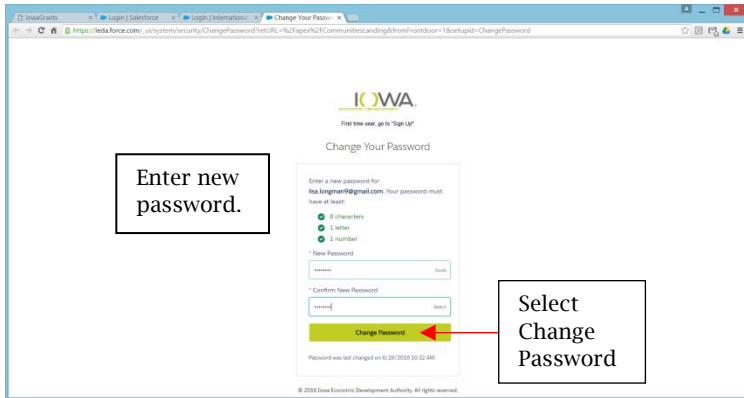 IowaGrants
Login | Salesforce
Login | International
Change Your Passwo
https://leda.force.com/_ui/system/security/ChangePassword?retURL=%2Fapex%2FCommunitiesLanding&fromFrontdoor=1&setupid=ChangePassword
IOWA
First time user, go to "Sign Up"
Change Your Password
Enter new
password.
Enter a new password for
lisa.longman9@gmail.com. Your password must
have at least:
8 characters
1 letter
1 number
* New Password
Good
* Confirm New Password
Match
Change Password
Select
Change
Password
Password was last changed on 6/28/2016 10:32 AM.
© 2016 Iowa Economic Development Authority. All rights reserved.